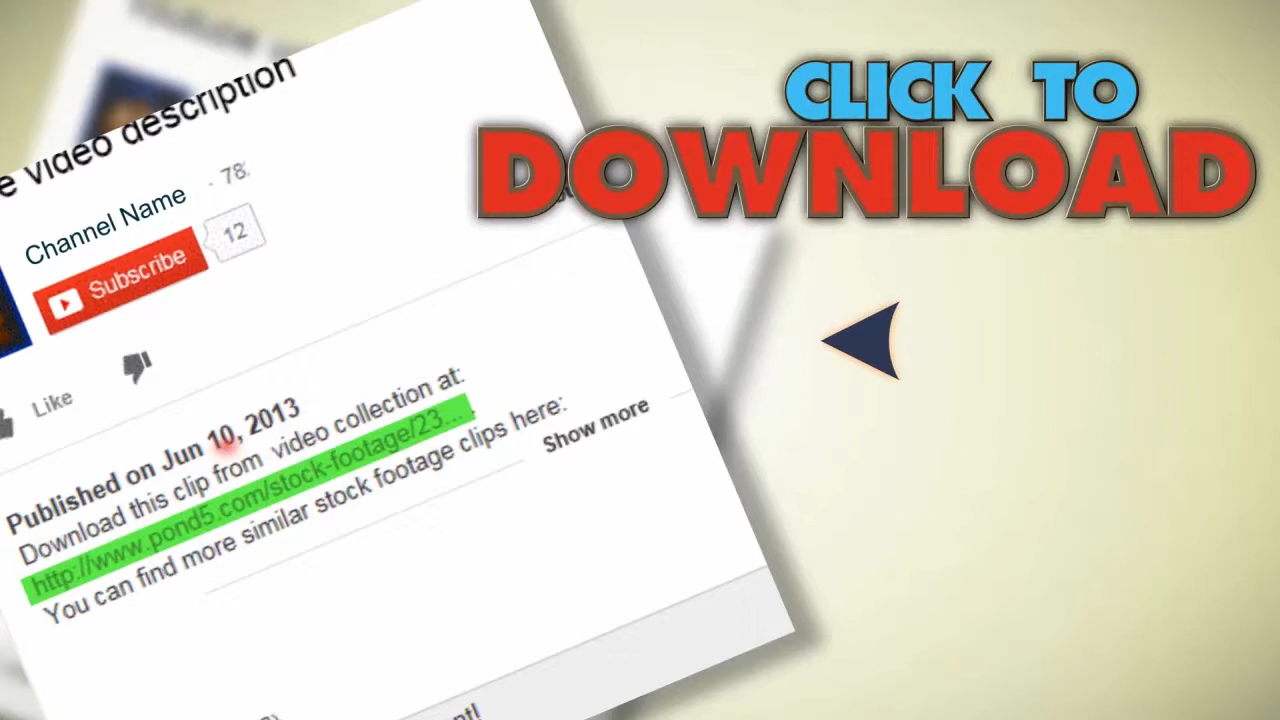 CLICK TO
DOWNLOAD
e video description
Channel Name
78
Subscribe
12
Like
Published on Jun 10, 2013
Download this clip from video collection at:
http://www.pond5.com/stock-footage/23...
You can find more similar stock footage clips here:
Show more